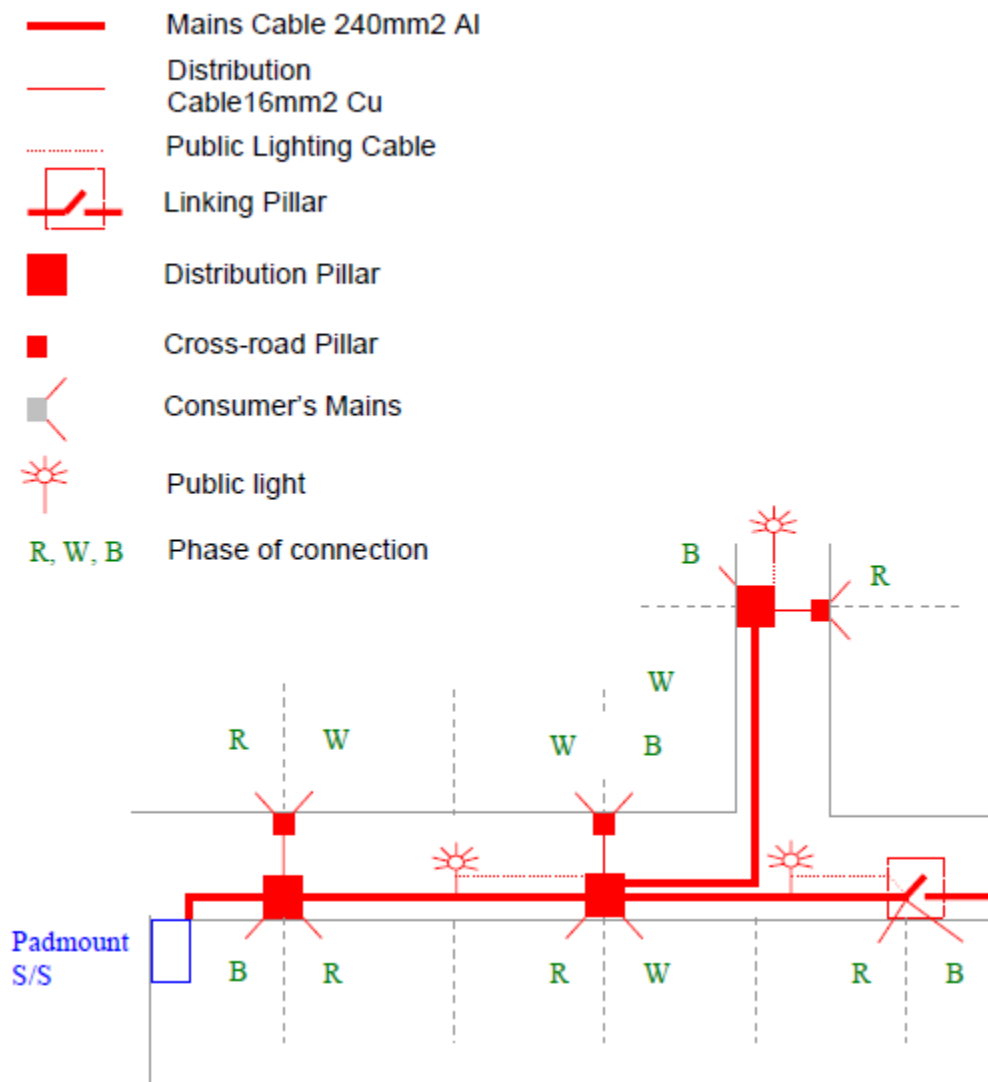 Mains Cable 240mm2 Al
Distribution
Cable16mm2 Cu
Public Lighting Cable
Linking Pillar
Distribution Pillar
Cross-road Pillar
Consumer's Mains
Public light
R, W, B Phase of connection
B
R
W
R W W B
Padmount
S/S
B R R W R B